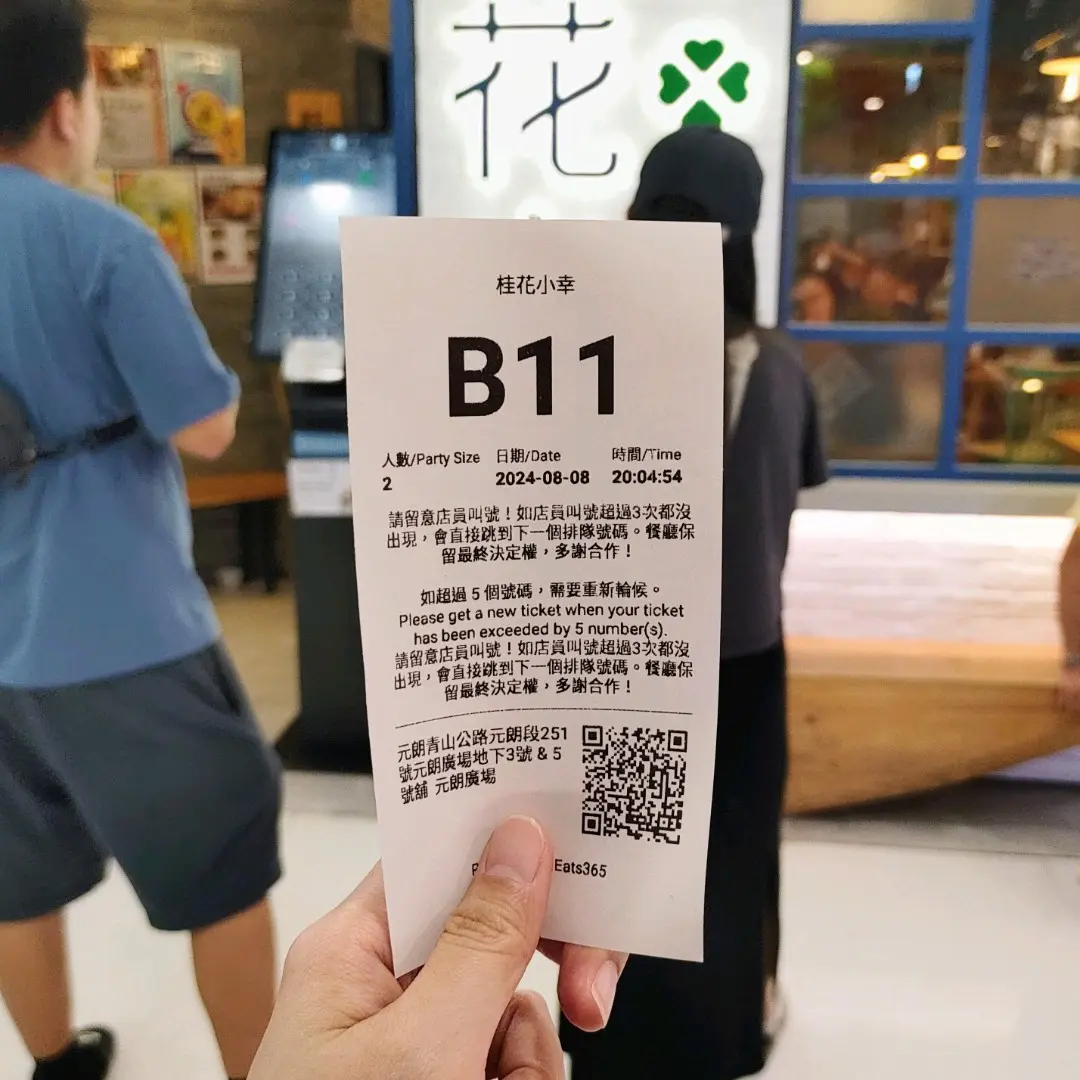 花
桂花小幸
B11
人數/Party Size 日期/Date 時間/Time
2 2024-08-08 20:04:54
請留意店員叫號！如店員叫號超過3次都沒
出現，會直接跳到下一個排隊號碼。餐廳保
留最終決定權，多謝合作！
如超過 5 個號碼，需要重新輪候。
Please get a new ticket when your ticket
has been exceeded by 5 number(s).
請留意店員叫號！如店員叫號超過3次都沒
出現，會直接跳到下一個排隊號碼。餐廳保
留最終決定權，多謝合作！
元朗青山公路元朗段251
號元朗廣場地下3號 & 5
號舖 元朗廣場
Eats365